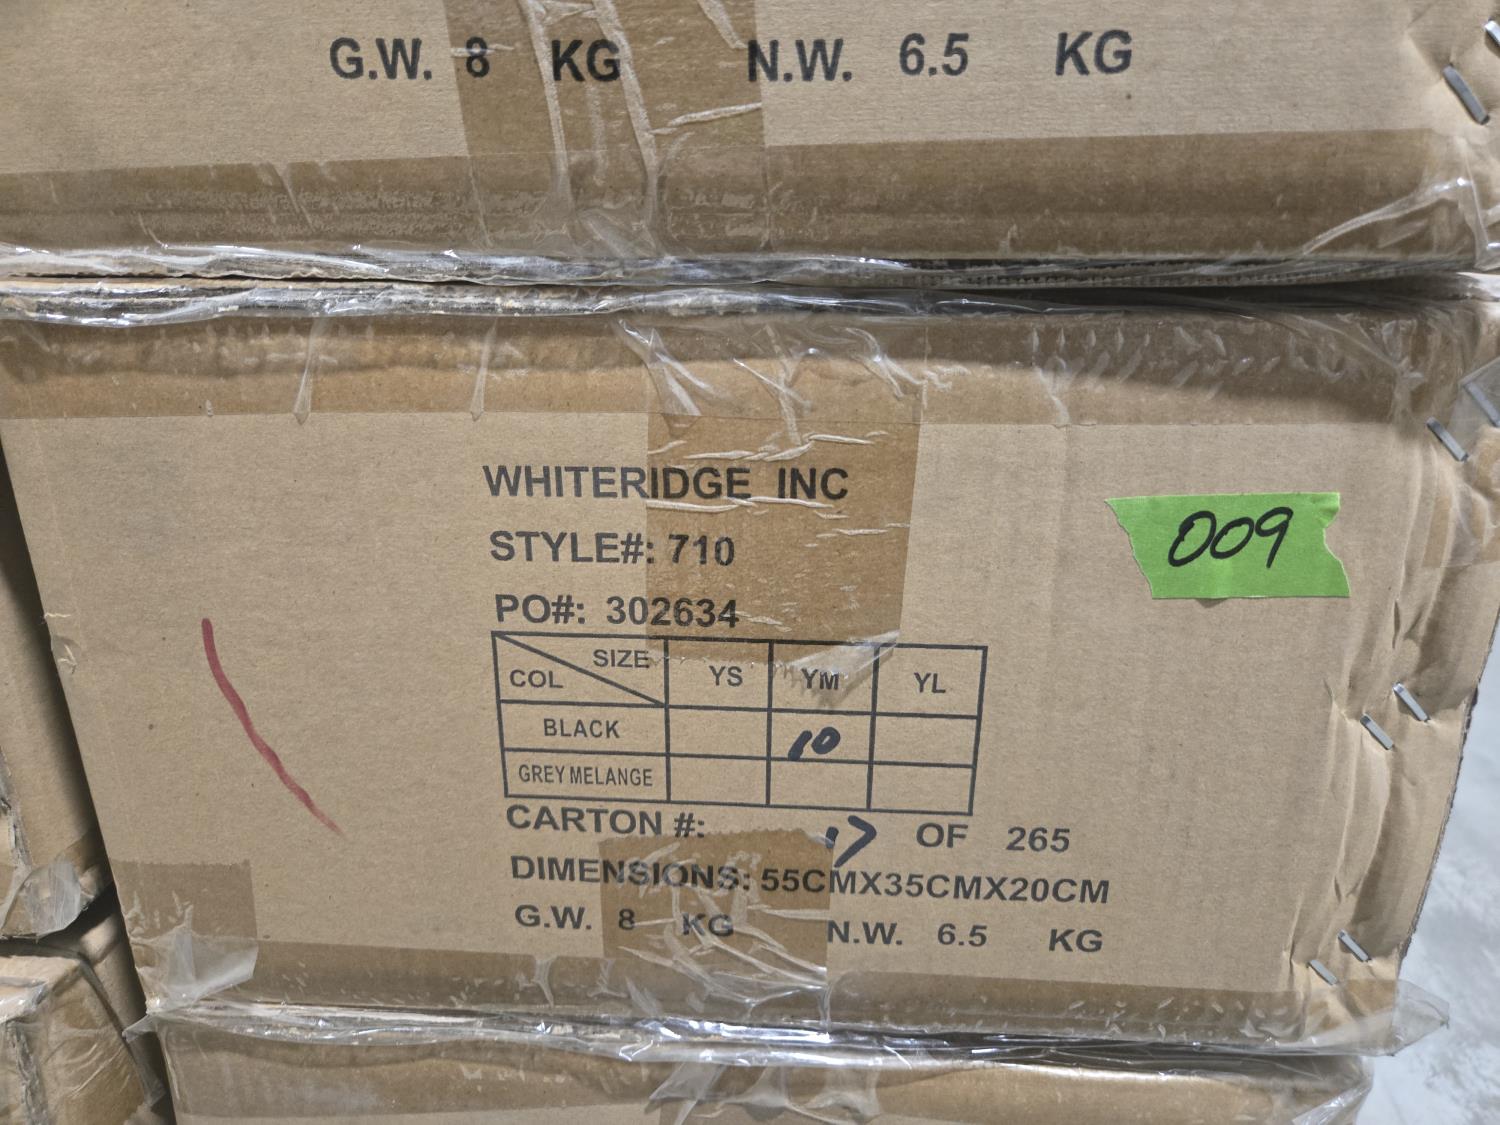 G.W. 8 KG N.W. 6.5 KG
WHITERIDGE INC
STYLE#: 710
009
PO#: 302634
SIZE
COL YS YM YL
BLACK 10
GREY MELANGE
CARTON #: 17 OF 265
DIMENSIONS: 55CMX35CMX20CM
G.W. 8 KG N.W. 6.5 KG